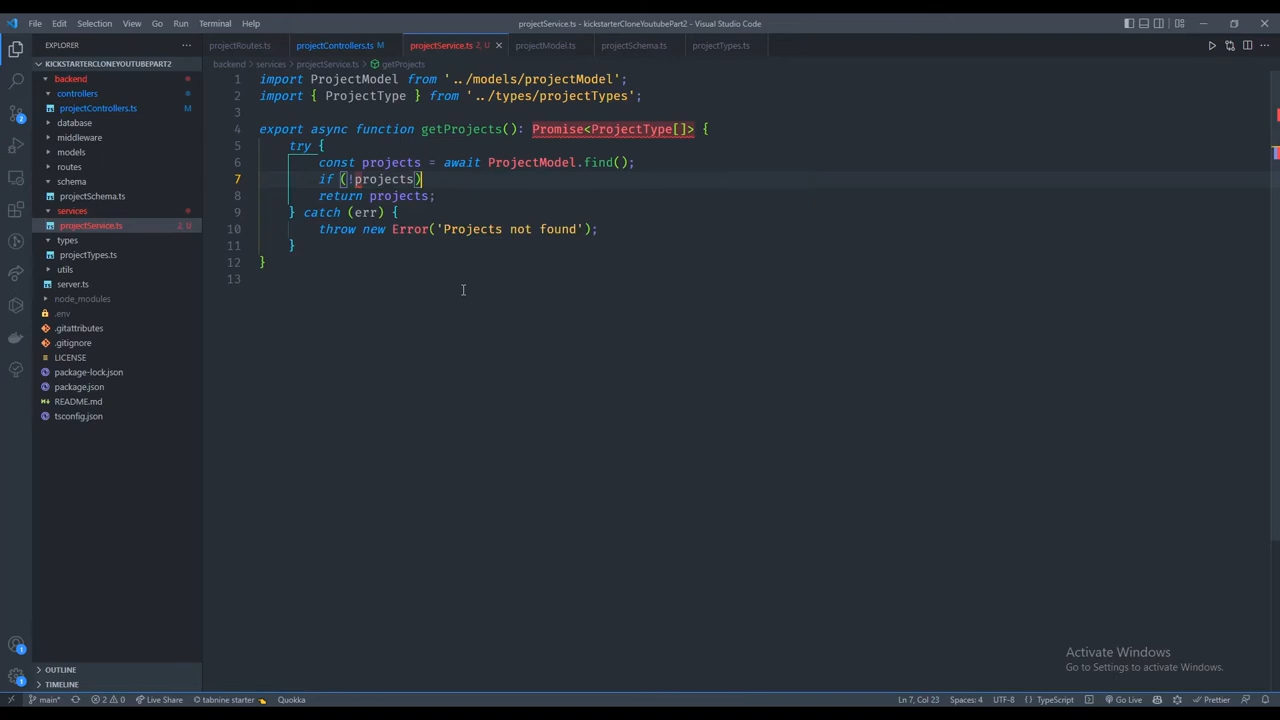 File Edit Selection View Go Run Terminal Help
projectService.ts - kickstarterCloneYoutubePart2 - Visual Studio Code
EXPLORER
projectRoutes.ts
projectControllers.ts M
projectService.ts 2, U
projectModel.ts
projectSchema.ts
projectTypes.ts
KICKSTARTERCLONEYOUTUBEPART2
backend
controllers
projectControllers.ts M
database
middleware
models
routes
schema
projectSchema.ts
services
projectService.ts 2, U
types
projectTypes.ts
utils
server.ts
node_modules
.env
.gitattributes
.gitignore
LICENSE
package-lock.json
package.json
README.md
tsconfig.json
OUTLINE
TIMELINE
backend > services > projectService.ts > getProjects
1 import ProjectModel from '../models/projectModel';
2 import { ProjectType } from '../types/projectTypes';
3
4 export async function getProjects(): Promise<ProjectType[]> {
5 try {
6 const projects = await ProjectModel.find();
7 if (!projects)
8 return projects;
9 } catch (err) {
10 throw new Error('Projects not found');
11 }
12 }
13
Activate Windows
Go to Settings to activate Windows.
main* 2 0 Live Share tabnine starter Quokka
Ln 7, Col 23 Spaces: 4 UTF-8 {} TypeScript Go Live Prettier
2
1
1